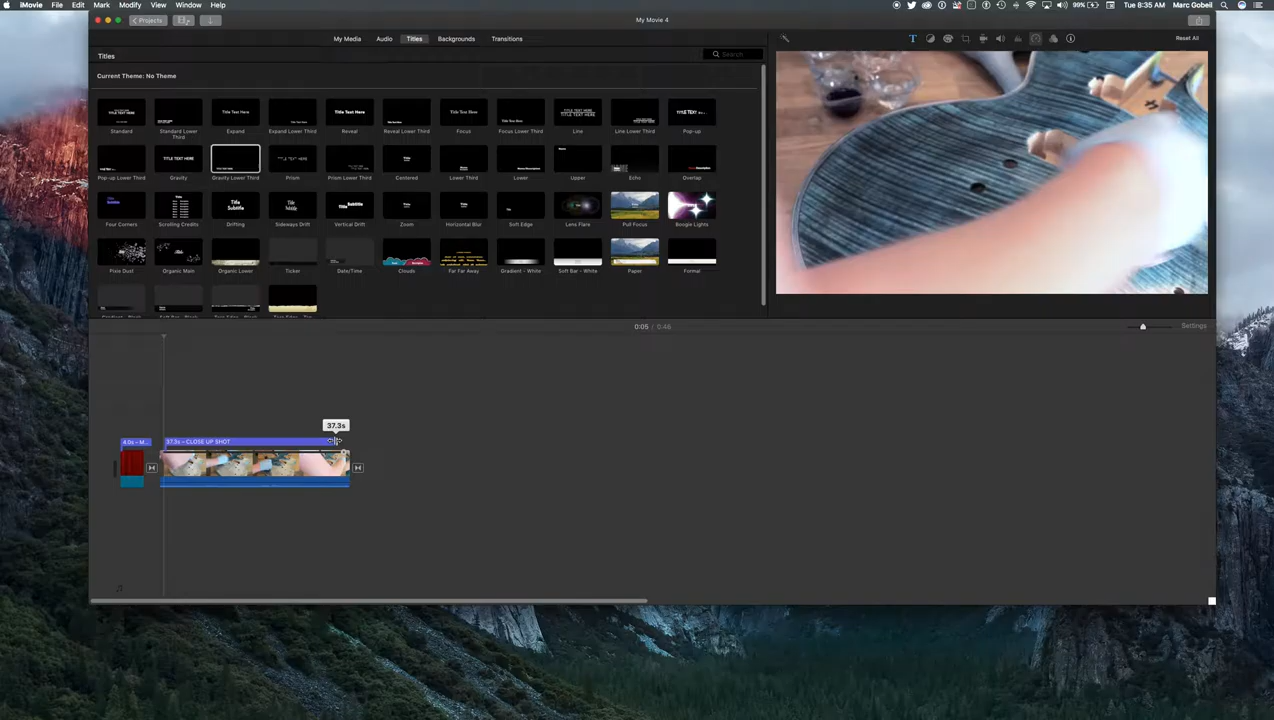 iMovie File Edit Mark Modify View Window Help
99% Tue 8:35 AM Marc Gobeil
Projects
My Movie 4
My Media Audio Titles Backgrounds Transitions
Reset All
Titles
Search
Current Theme: No Theme
Standard
Standard Lower Third
Expand
Expand Lower Third
Reveal
Reveal Lower Third
Focus
Focus Lower Third
Line
Line Lower Third
Pop-up
Pop-up Lower Third
Gravity
Gravity Lower Third
Prism
Prism Lower Third
Centered
Lower Third
Lower
Upper
Echo
Overlap
Four Corners
Scrolling Credits
Drifting
Sideways Drift
Vertical Drift
Zoom
Horizontal Blur
Soft Edge
Lens Flare
Pull Focus
Boogie Lights
Pixie Dust
Organic Main
Organic Lower
Ticker
Date/Time
Clouds
Far Far Away
Gradient - White
Soft Bar - White
Paper
Formal
0:05 / 0:46
Settings
37.3s
4.0s – M...
37.3s – CLOSE UP SHOT